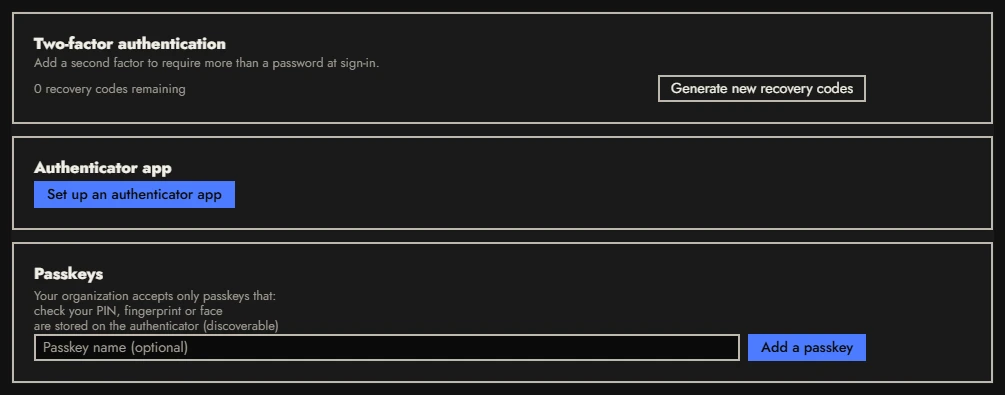 Two-factor authentication
Add a second factor to require more than a password at sign-in.
0 recovery codes remaining
Generate new recovery codes
Authenticator app
Set up an authenticator app
Passkeys
Your organization accepts only passkeys that:
check your PIN, fingerprint or face
are stored on the authenticator (discoverable)
Passkey name (optional)
Add a passkey